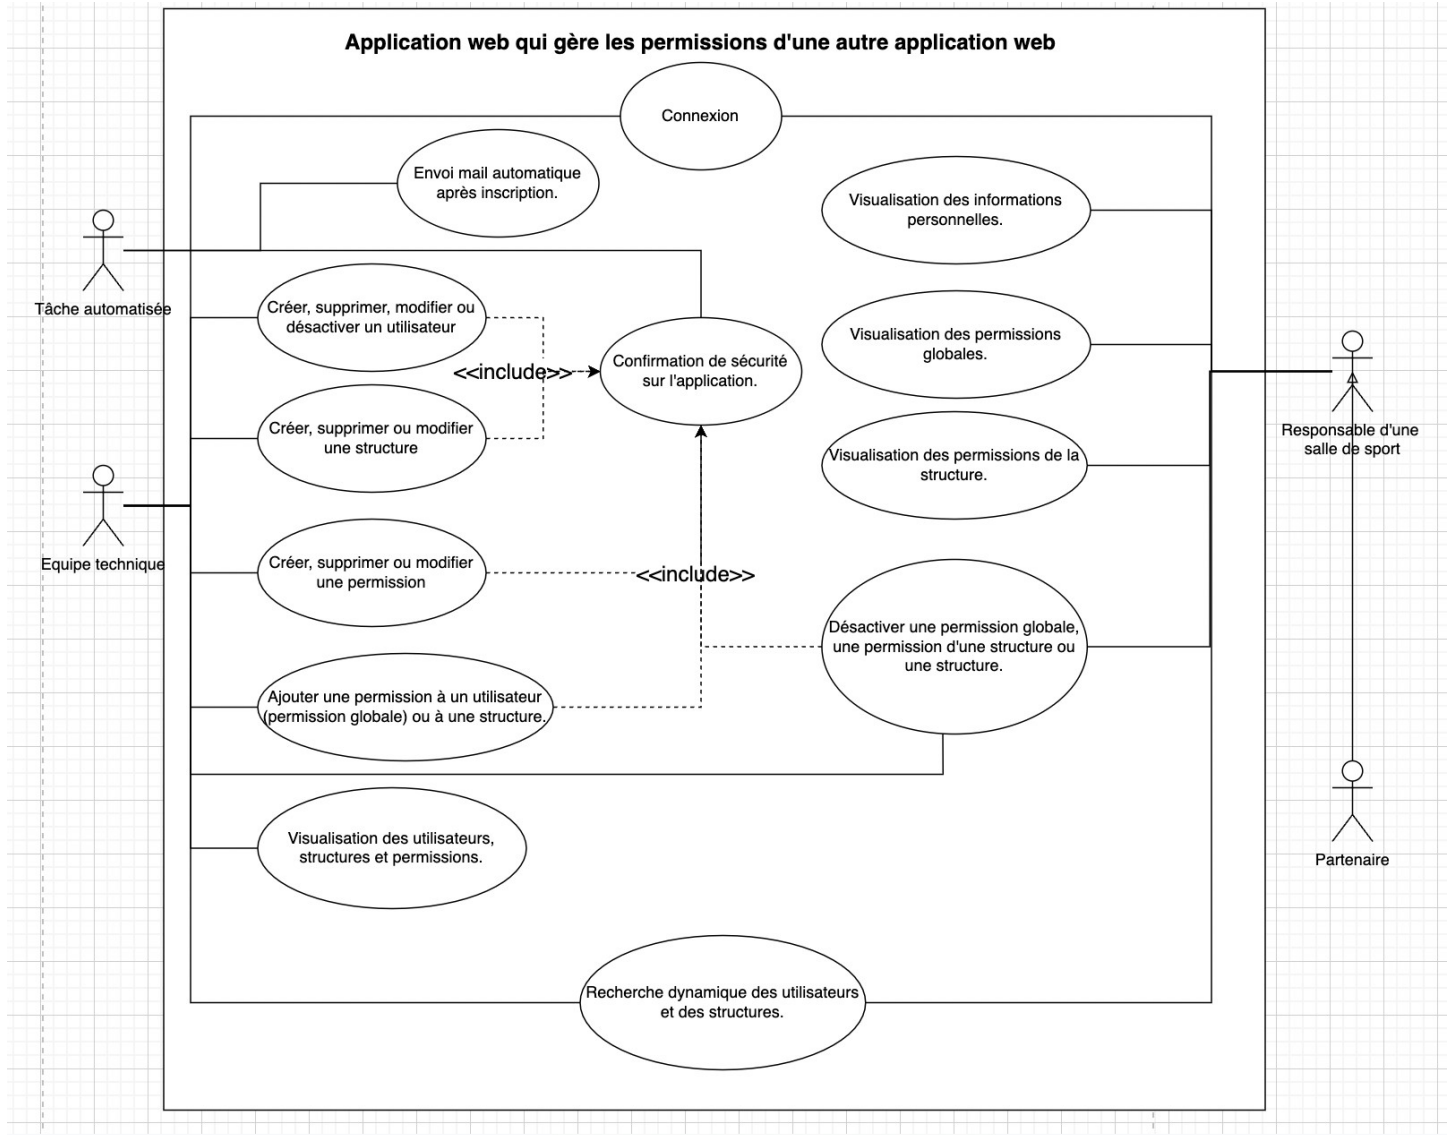 Application web qui gère les permissions d'une autre application web
Connexion
Envoi mail automatique
après inscription.
Visualisation des informations
personnelles.
Tâche automatisée
Créer, supprimer, modifier ou
désactiver un utilisateur
<<include>>
Confirmation de sécurité
sur l'application.
Visualisation des permissions
globales.
Créer, supprimer ou modifier
une structure
Visualisation des permissions de la
structure.
Responsable d'une
salle de sport
Equipe technique
Créer, supprimer ou modifier
une permission
<<include>>
Désactiver une permission globale,
une permission d'une structure ou
une structure.
Ajouter une permission à un utilisateur
(permission globale) ou à une structure.
Visualisation des utilisateurs,
structures et permissions.
Partenaire
Recherche dynamique des utilisateurs
et des structures.